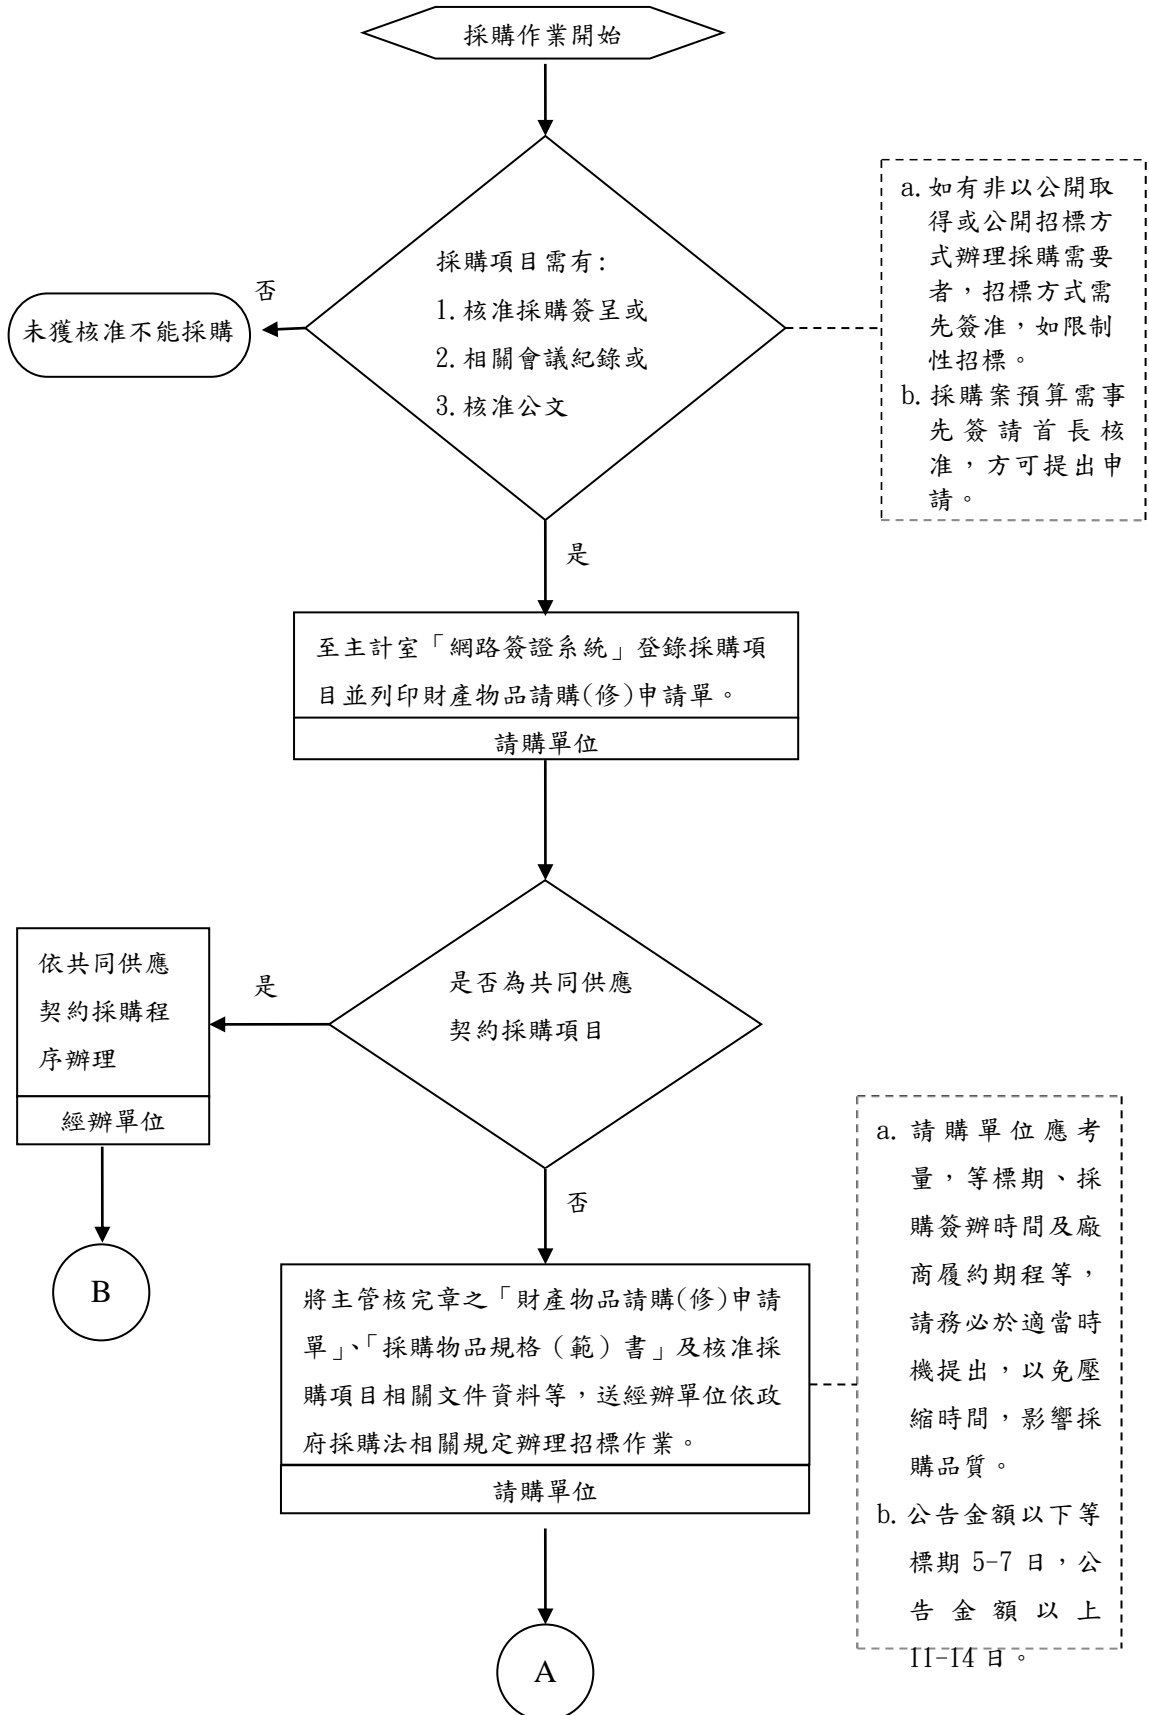 採購作業開始
採購項目需有:
1.核准採購簽呈或
2.相關會議紀錄或
3.核准公文
否
未獲核准不能採購
a.如有非以公開取
得或公開招標方
式辦理採購需要
者，招標方式需
先簽准，如限制
性招標。
b.採購案預算需事
先簽請首長核
准，方可提出申
請。
是
至主計室「網路簽證系統」登錄採購項
目並列印財產物品請購(修)申請單。
請購單位
是否為共同供應
契約採購項目
是
依共同供應
契約採購程
序辦理
經辦單位
B
否
將主管核完章之「財產物品請購(修)申請
單」、「採購物品規格（範）書」及核准採
購項目相關文件資料等，送經辦單位依政
府採購法相關規定辦理招標作業。
請購單位
a.請購單位應考
量，等標期、採
購簽辦時間及廠
商履約期程等，
請務必於適當時
機提出，以免壓
縮時間，影響採
購品質。
b.公告金額以下等
標期 5-7 日，公
告金額以上
11-14 日。
A